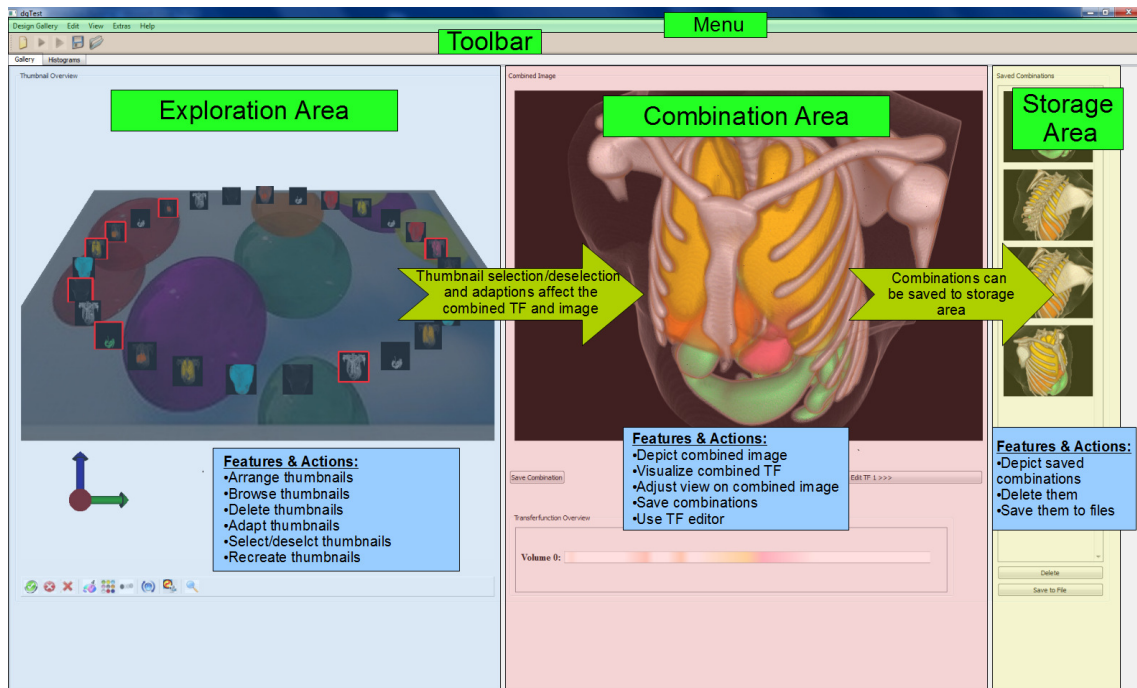 dqTest
Design Gallery Edit View Extras Help
Menu
Toolbar
Gallery Histograms
Thumbnail Overview
Exploration Area
Combined Image
Combination Area
Saved Combinations
Storage
Area
Thumbnail selection/deselection
and adaptions affect the
combined TF and image
Combinations can
be saved to storage
area
Features & Actions:
•Arrange thumbnails
•Browse thumbnails
•Delete thumbnails
•Adapt thumbnails
•Select/deselct thumbnails
•Recreate thumbnails
Features & Actions:
•Depict combined image
•Visualize combined TF
•Adjust view on combined image
•Save combinations
•Use TF editor
Save Combination
Edit TF 1 >>>
Transferfunction Overview
Volume 0:
Features & Actions:
•Depict saved
combinations
•Delete them
•Save them to files
Delete
Save to File